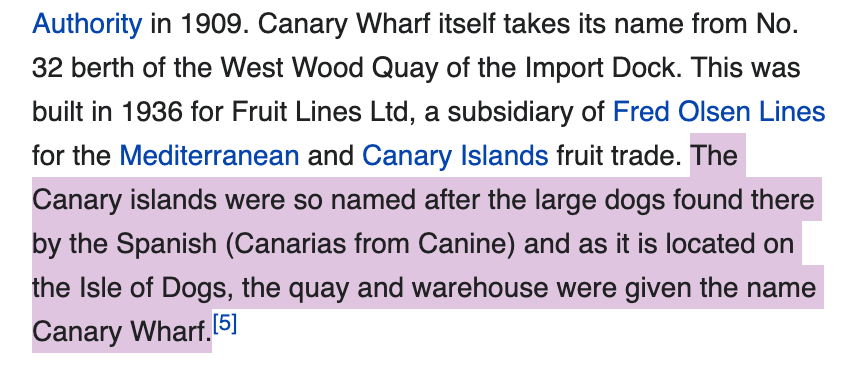 Authority in 1909. Canary Wharf itself takes its name from No.
32 berth of the West Wood Quay of the Import Dock. This was
built in 1936 for Fruit Lines Ltd, a subsidiary of Fred Olsen Lines
for the Mediterranean and Canary Islands fruit trade. The
Canary islands were so named after the large dogs found there
by the Spanish (Canarias from Canine) and as it is located on
the Isle of Dogs, the quay and warehouse were given the name
Canary Wharf.[5]